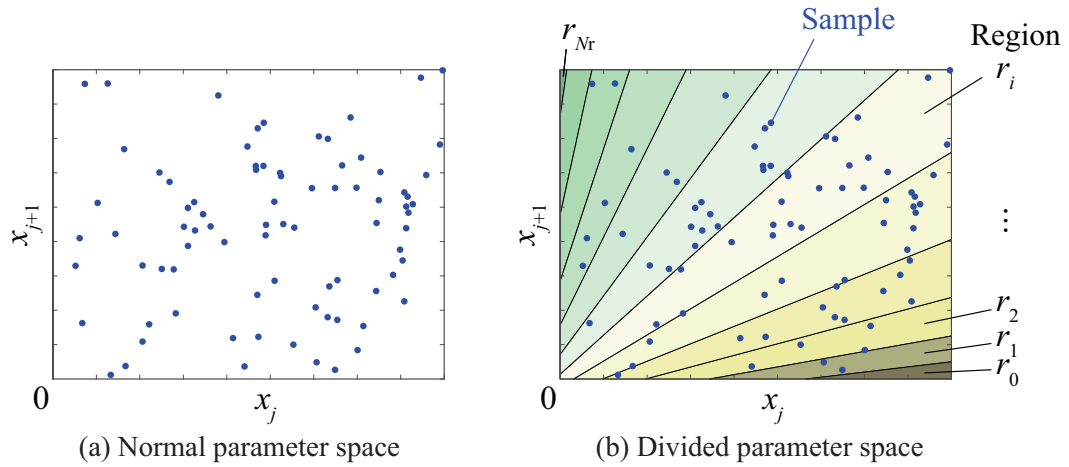 Sample
r_{Nr}
Region
r_i
x_{j+1}
x_{j+1}
⋮
r_2
r_1
r_0
0
x_j
0
x_j
(a) Normal parameter space
(b) Divided parameter space